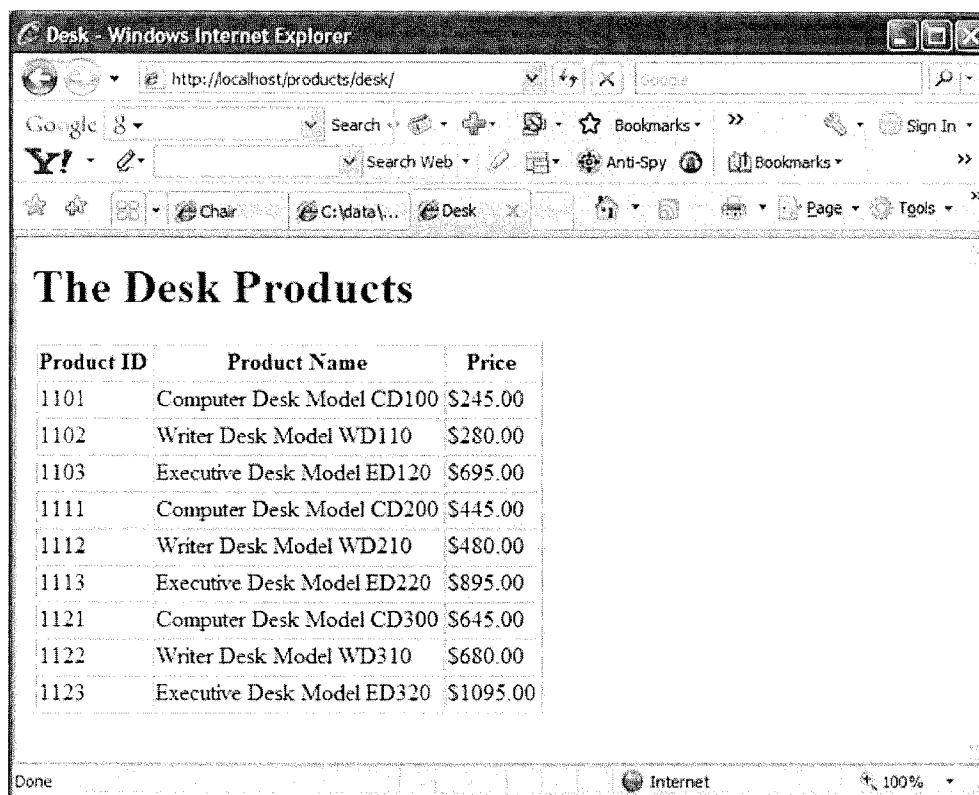 Desk - Windows Internet Explorer
http://localhost/products/desk/ Google
Google Search Bookmarks Sign In
Y! Search Web Anti-Spy Bookmarks
Chair C:\data\... Desk Page Tools
The Desk Products
Product ID Product Name Price
1101 Computer Desk Model CD100 $245.00
1102 Writer Desk Model WD110 $280.00
1103 Executive Desk Model ED120 $695.00
1111 Computer Desk Model CD200 $445.00
1112 Writer Desk Model WD210 $480.00
1113 Executive Desk Model ED220 $895.00
1121 Computer Desk Model CD300 $645.00
1122 Writer Desk Model WD310 $680.00
1123 Executive Desk Model ED320 $1095.00
Done Internet 100%